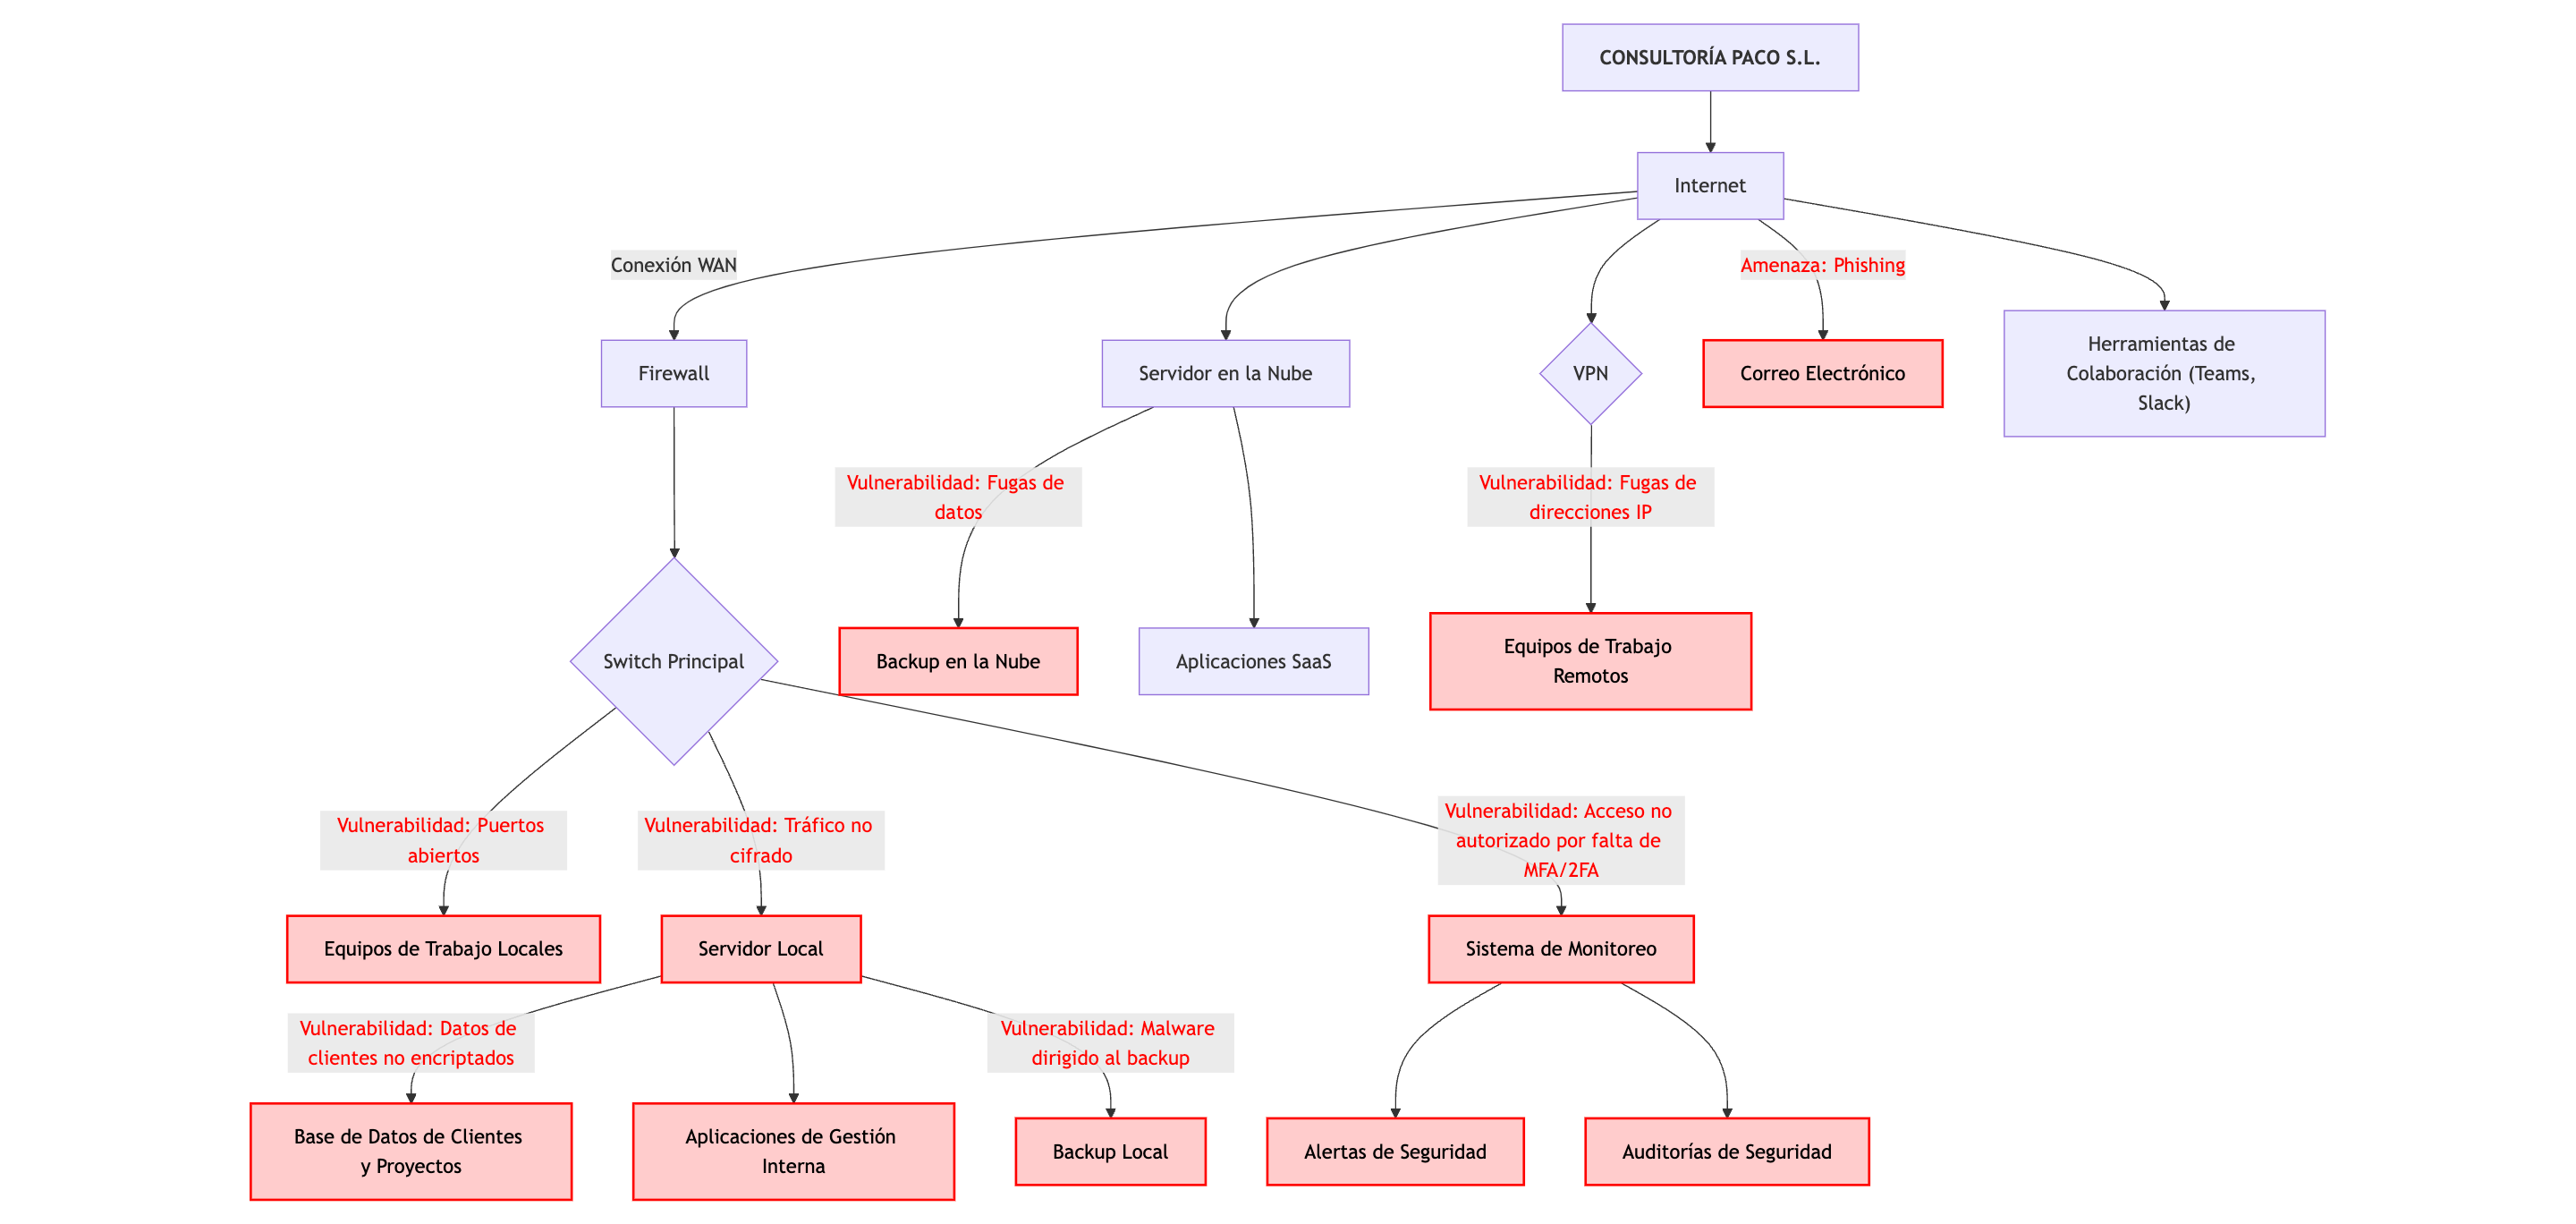 CONSULTORÍA PACO S.L.
Internet
Conexión WAN
Amenaza: Phishing
Firewall
Servidor en la Nube
VPN
Correo Electrónico
Herramientas de
Colaboración (Teams,
Slack)
Vulnerabilidad: Fugas de
datos
Vulnerabilidad: Fugas de
direcciones IP
Switch Principal
Backup en la Nube
Aplicaciones SaaS
Equipos de Trabajo
Remotos
Vulnerabilidad: Puertos
abiertos
Vulnerabilidad: Tráfico no
cifrado
Vulnerabilidad: Acceso no
autorizado por falta de
MFA/2FA
Equipos de Trabajo Locales
Servidor Local
Sistema de Monitoreo
Vulnerabilidad: Datos de
clientes no encriptados
Vulnerabilidad: Malware
dirigido al backup
Base de Datos de Clientes
y Proyectos
Aplicaciones de Gestión
Interna
Backup Local
Alertas de Seguridad
Auditorías de Seguridad